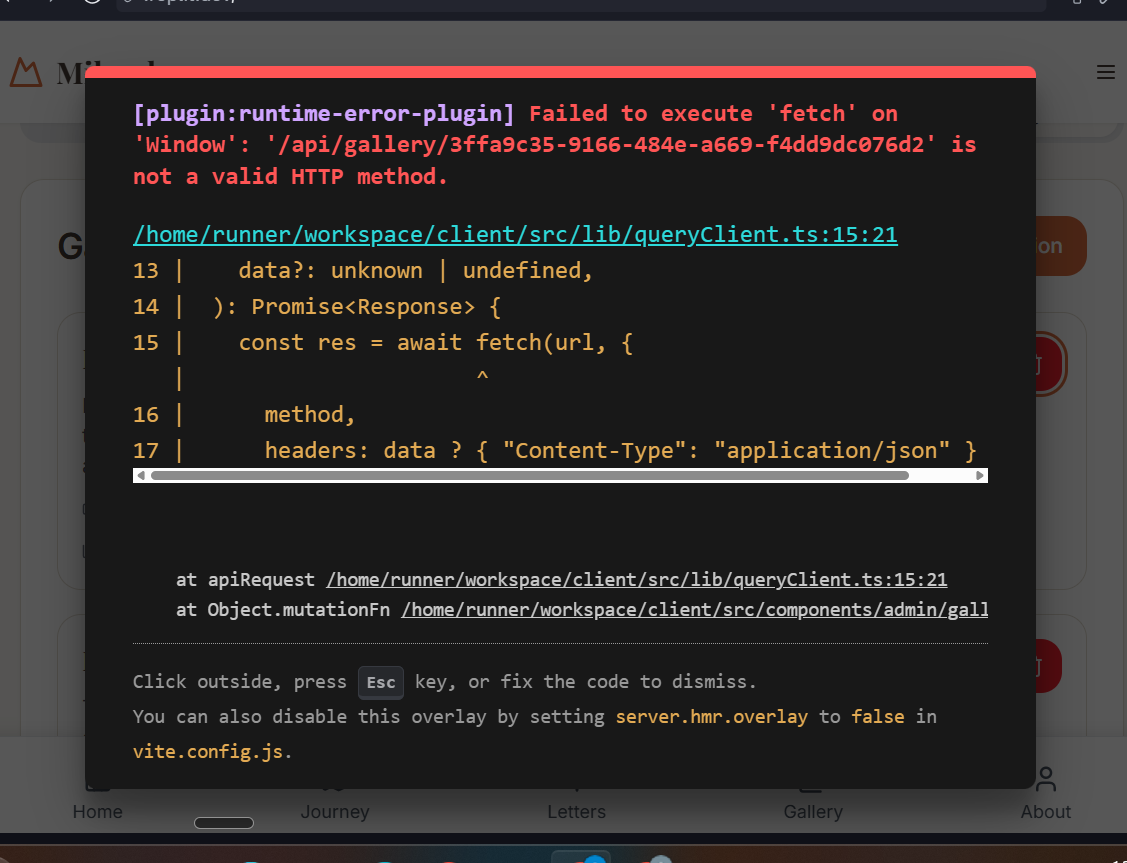 [plugin:runtime-error-plugin] Failed to execute 'fetch' on
'Window': '/api/gallery/3ffa9c35-9166-484e-a669-f4dd9dc076d2' is
not a valid HTTP method.
/home/runner/workspace/client/src/lib/queryClient.ts:15:21
13 |    data?: unknown | undefined,
14 |  ): Promise<Response> {
15 |    const res = await fetch(url, {
   |                      ^
16 |      method,
17 |      headers: data ? { "Content-Type": "application/json" }
at apiRequest /home/runner/workspace/client/src/lib/queryClient.ts:15:21
at Object.mutationFn /home/runner/workspace/client/src/components/admin/gall
Click outside, press Esc key, or fix the code to dismiss.
You can also disable this overlay by setting server.hmr.overlay to false in
vite.config.js.
Home
Journey
Letters
Gallery
About